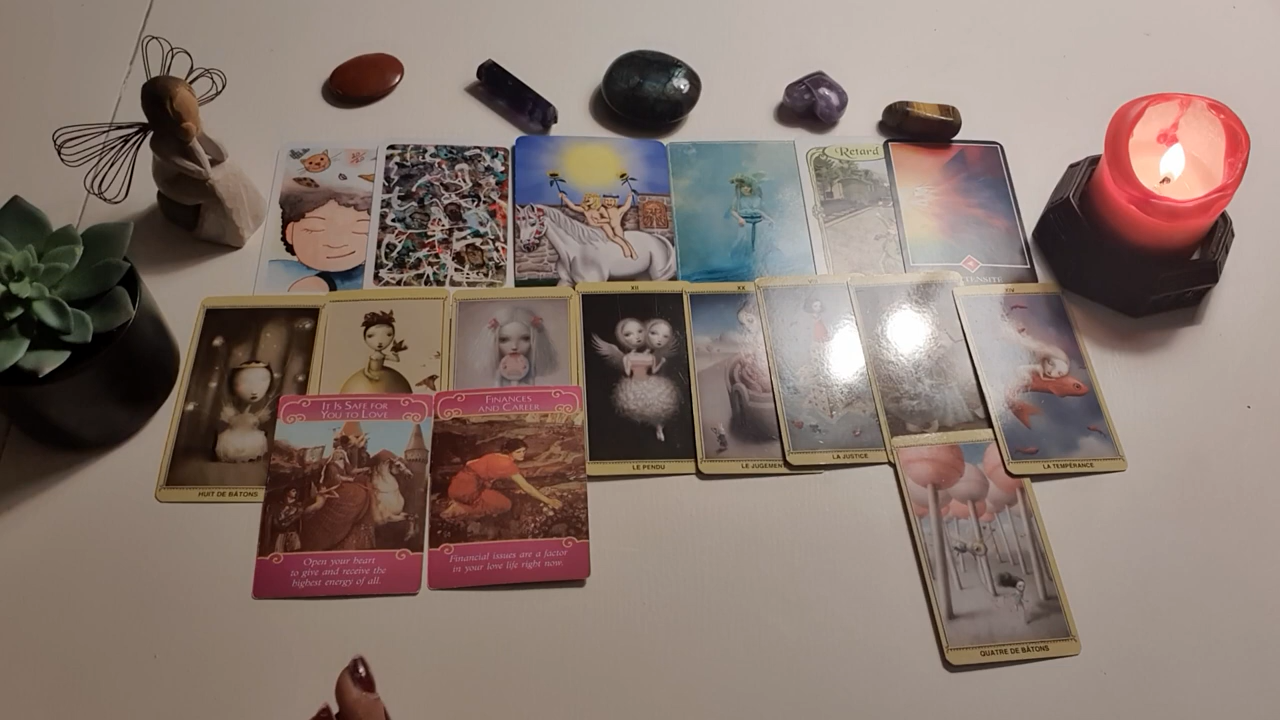 Retard
INTENSITÉ
XII
XX
XIV
HUIT DE BÂTONS
LE PENDU
LE JUGEMENT
LA JUSTICE
LA TEMPÉRANCE
IT IS SAFE FOR
YOU TO LOVE
Open your heart
to give and receive the
highest energy of all.
FINANCES
AND CAREER
Financial issues are a factor
in your love life right now.
QUATRE DE BÂTONS